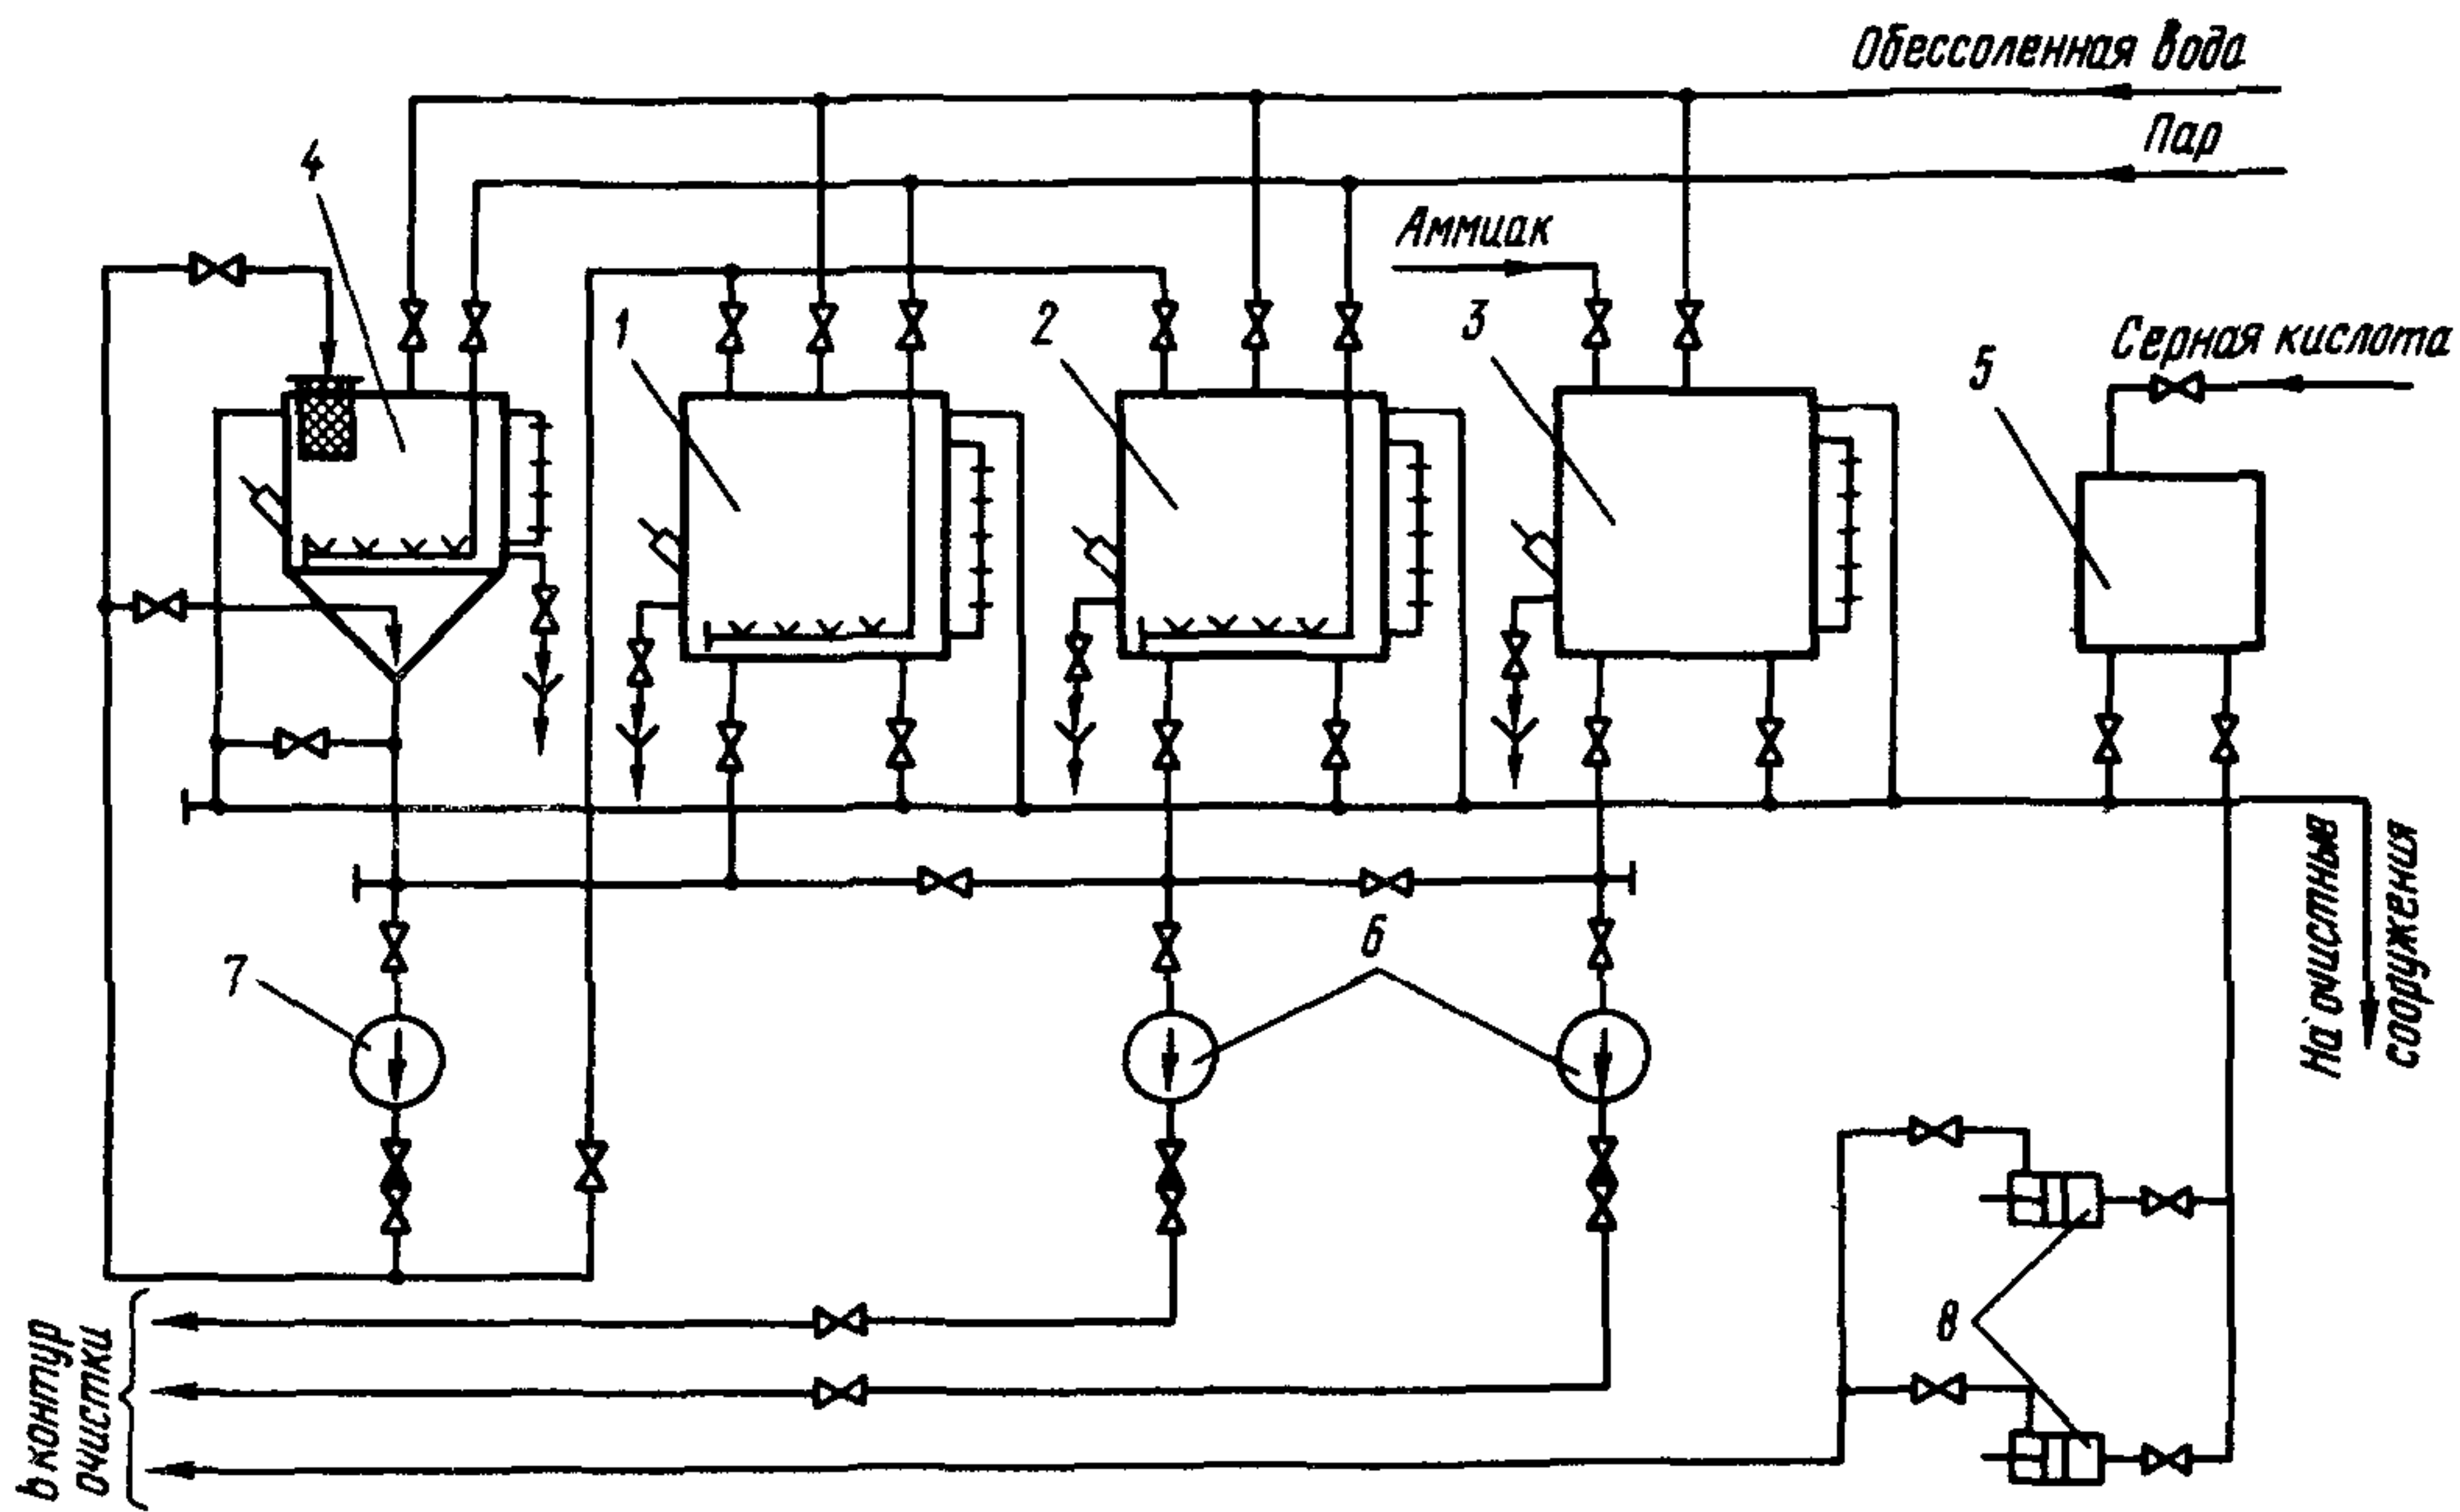 Обессоленная вода
Пар
4
Аммиак
1
2
3
Серная кислота
5
На очистные
сооружения
6
7
8
в контур
очистки